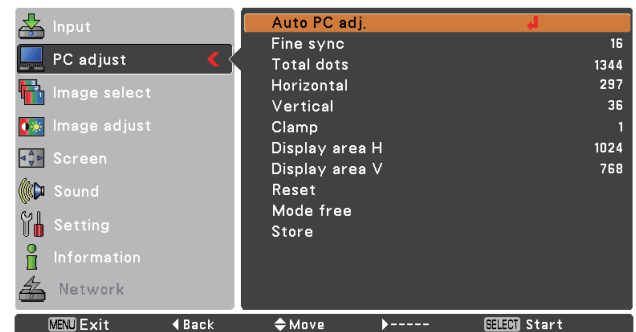 Input
PC adjust
Image select
Image adjust
Screen
Sound
Setting
Information
Network
Auto PC adj.
Fine sync 16
Total dots 1344
Horizontal 297
Vertical 36
Clamp 1
Display area H 1024
Display area V 768
Reset
Mode free
Store
MENU Exit Back Move ----- SELECT Start